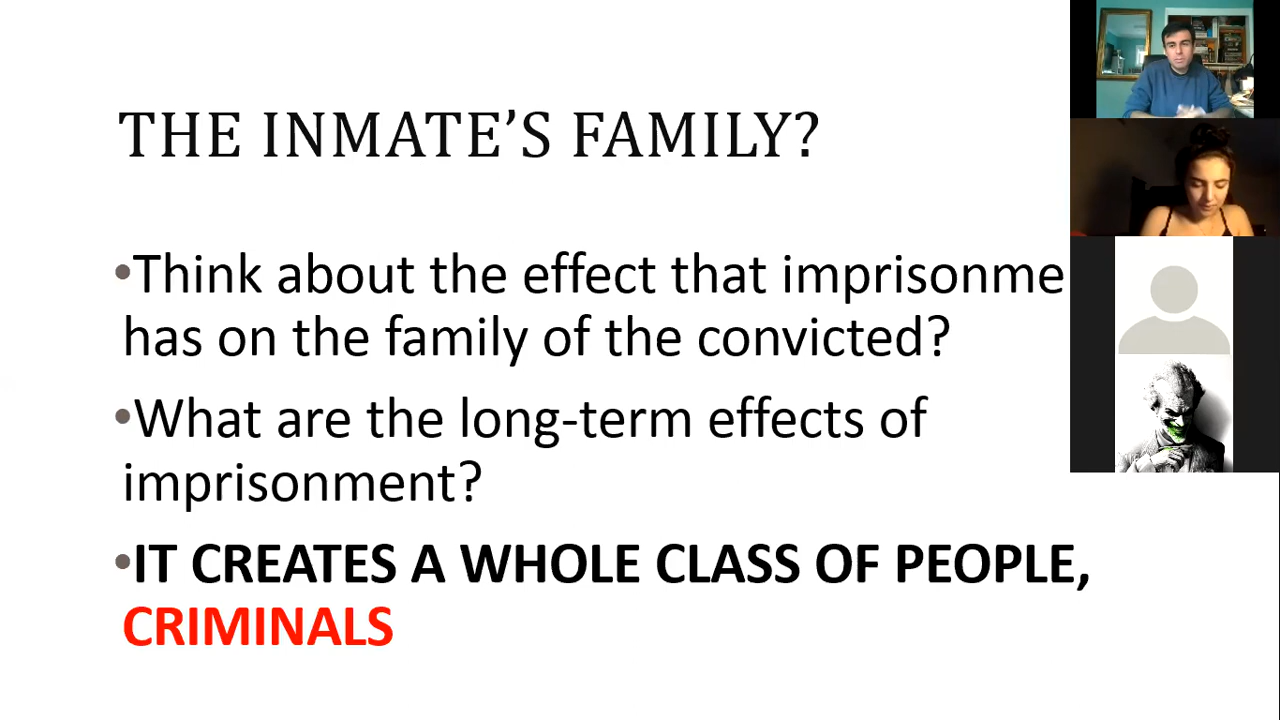 THE INMATE’S FAMILY?
•Think about the effect that imprisonme
has on the family of the convicted?
•What are the long-term effects of
imprisonment?
•IT CREATES A WHOLE CLASS OF PEOPLE,
CRIMINALS